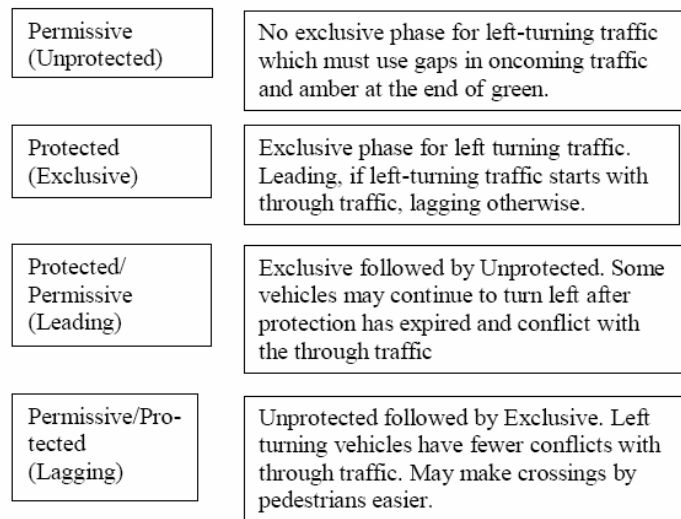 Permissive
(Unprotected)
No exclusive phase for left-turning traffic
which must use gaps in oncoming traffic
and amber at the end of green.
Protected
(Exclusive)
Exclusive phase for left turning traffic.
Leading, if left-turning traffic starts with
through traffic, lagging otherwise.
Protected/
Permissive
(Leading)
Exclusive followed by Unprotected. Some
vehicles may continue to turn left after
protection has expired and conflict with
the through traffic
Permissive/Pro-
tected
(Lagging)
Unprotected followed by Exclusive. Left
turning vehicles have fewer conflicts with
through traffic. May make crossings by
pedestrians easier.